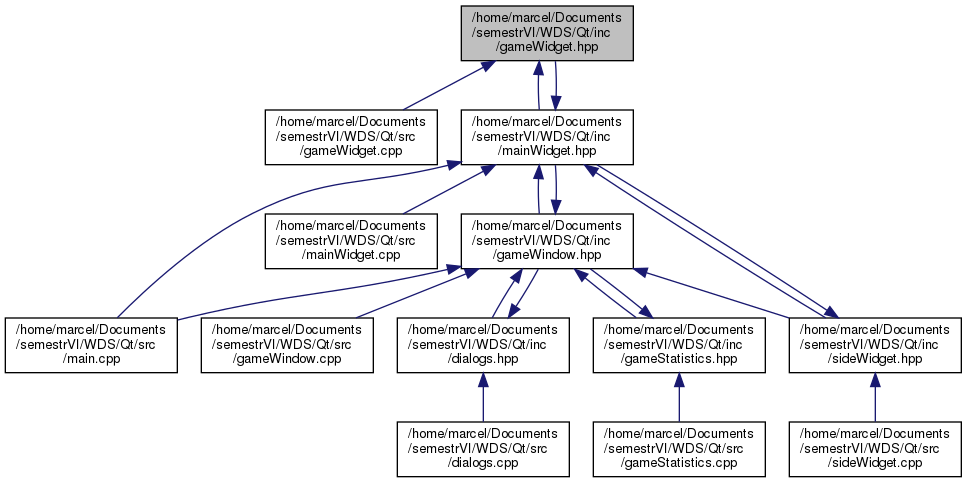 /home/marcel/Documents
/semestrVI/WDS/Qt/inc
/gameWidget.hpp
/home/marcel/Documents
/semestrVI/WDS/Qt/src
/gameWidget.cpp
/home/marcel/Documents
/semestrVI/WDS/Qt/inc
/mainWidget.hpp
/home/marcel/Documents
/semestrVI/WDS/Qt/src
/mainWidget.cpp
/home/marcel/Documents
/semestrVI/WDS/Qt/inc
/gameWindow.hpp
/home/marcel/Documents
/semestrVI/WDS/Qt/src
/main.cpp
/home/marcel/Documents
/semestrVI/WDS/Qt/src
/gameWindow.cpp
/home/marcel/Documents
/semestrVI/WDS/Qt/inc
/dialogs.hpp
/home/marcel/Documents
/semestrVI/WDS/Qt/inc
/gameStatistics.hpp
/home/marcel/Documents
/semestrVI/WDS/Qt/inc
/sideWidget.hpp
/home/marcel/Documents
/semestrVI/WDS/Qt/src
/dialogs.cpp
/home/marcel/Documents
/semestrVI/WDS/Qt/src
/gameStatistics.cpp
/home/marcel/Documents
/semestrVI/WDS/Qt/src
/sideWidget.cpp